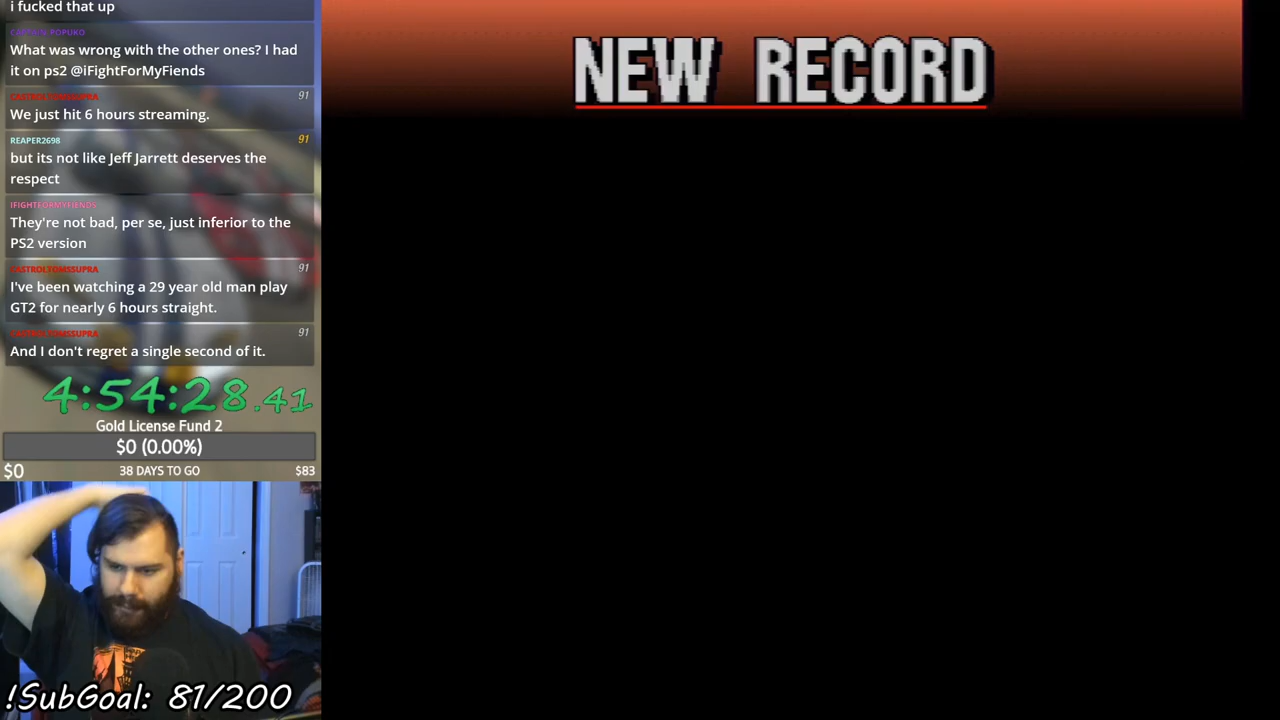 i fucked that up
CAPTAIN_POPUKO
What was wrong with the other ones? I had
it on ps2 @iFightForMyFiends
CASTROLTOMSSUPRA 91
We just hit 6 hours streaming.
REAPER2698 91
but its not like Jeff Jarrett deserves the
respect
IFIGHTFORMYFIENDS
They're not bad, per se, just inferior to the
PS2 version
CASTROLTOMSSUPRA 91
I've been watching a 29 year old man play
GT2 for nearly 6 hours straight.
CASTROLTOMSSUPRA 91
And I don't regret a single second of it.
4:54:28.41
Gold License Fund 2
$0 (0.00%)
$0 38 DAYS TO GO $83
!SubGoal: 81/200
NEW RECORD